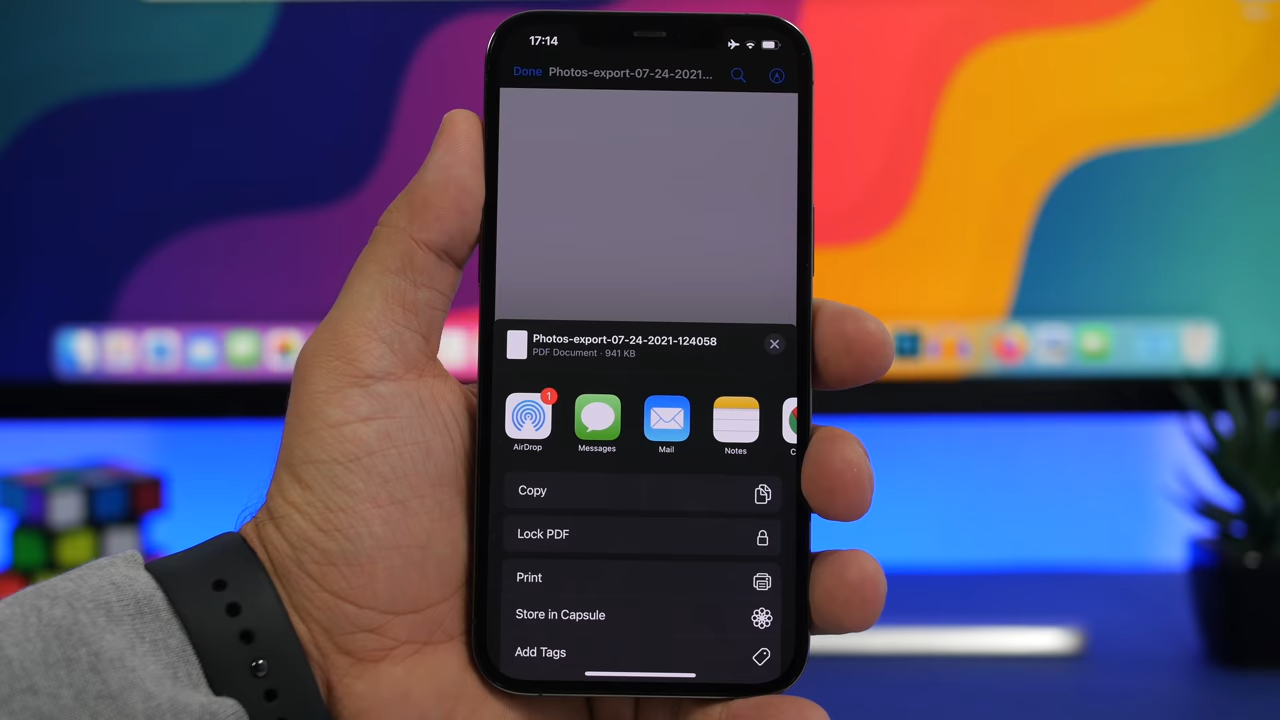 17:14
Done Photos-export-07-24-2021...
Photos-export-07-24-2021-124058
PDF Document · 941 KB
1
AirDrop
Messages
Mail
Notes
C
Copy
Lock PDF
Print
Store in Capsule
Add Tags